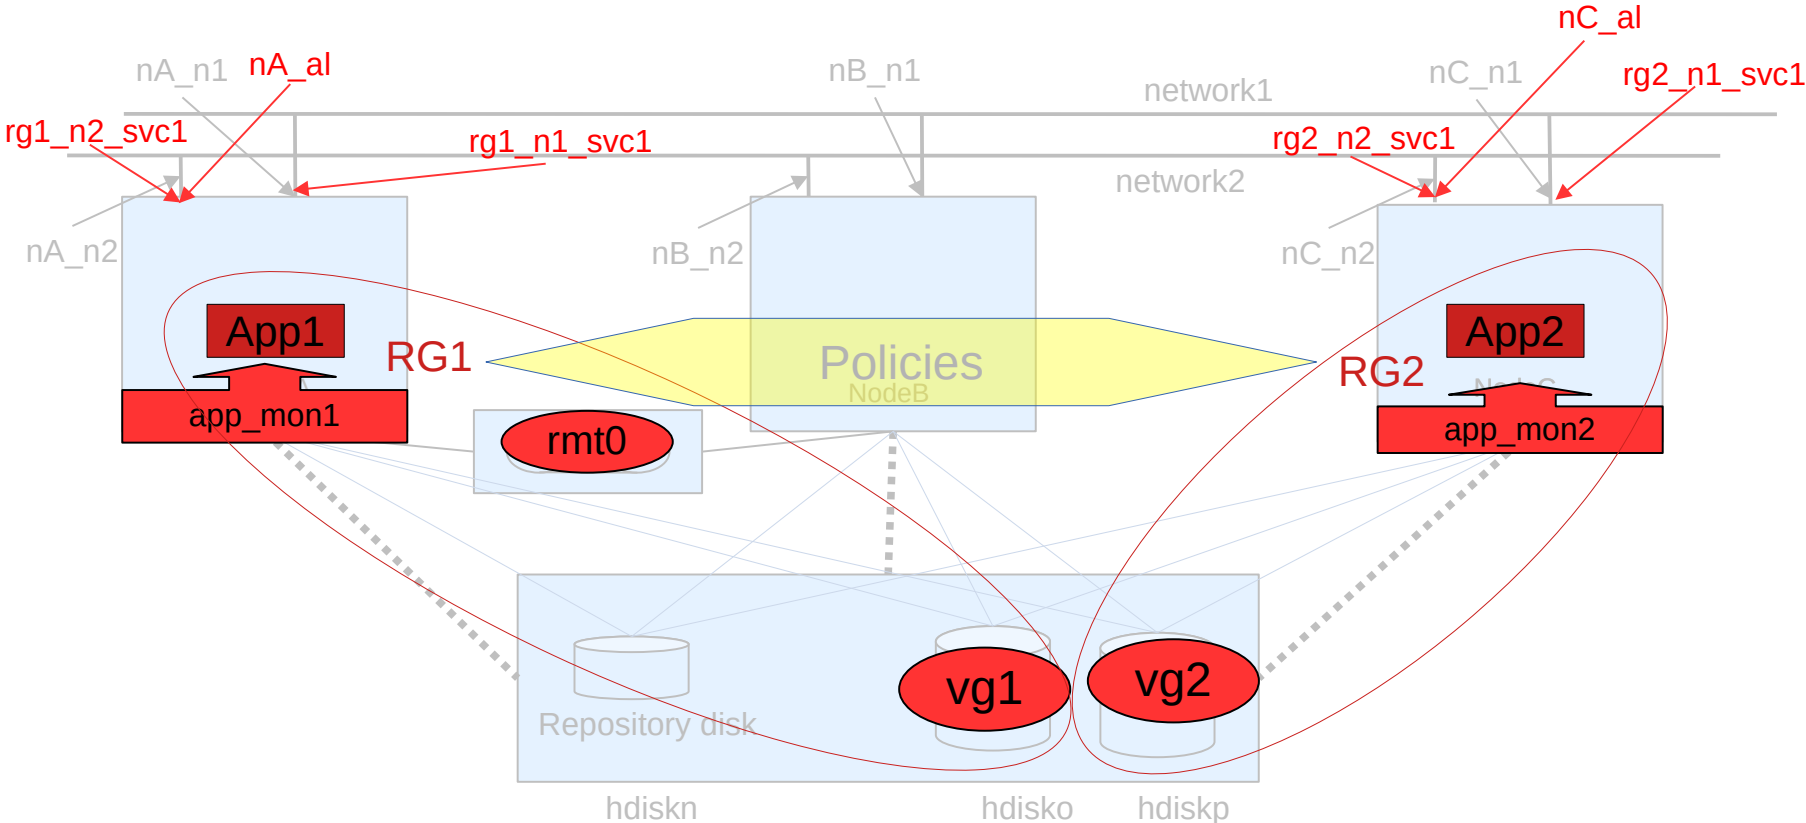 nC_al
nA_n1
nA_al
nB_n1
nC_n1
rg2_n1_svc1
network1
rg1_n2_svc1
rg1_n1_svc1
rg2_n2_svc1
network2
nA_n2
nB_n2
nC_n2
App1
RG1
Policies
NodeB
RG2
App2
NodeC
app_mon1
rmt0
app_mon2
vg1
vg2
Repository disk
hdiskn
hdisko
hdiskp